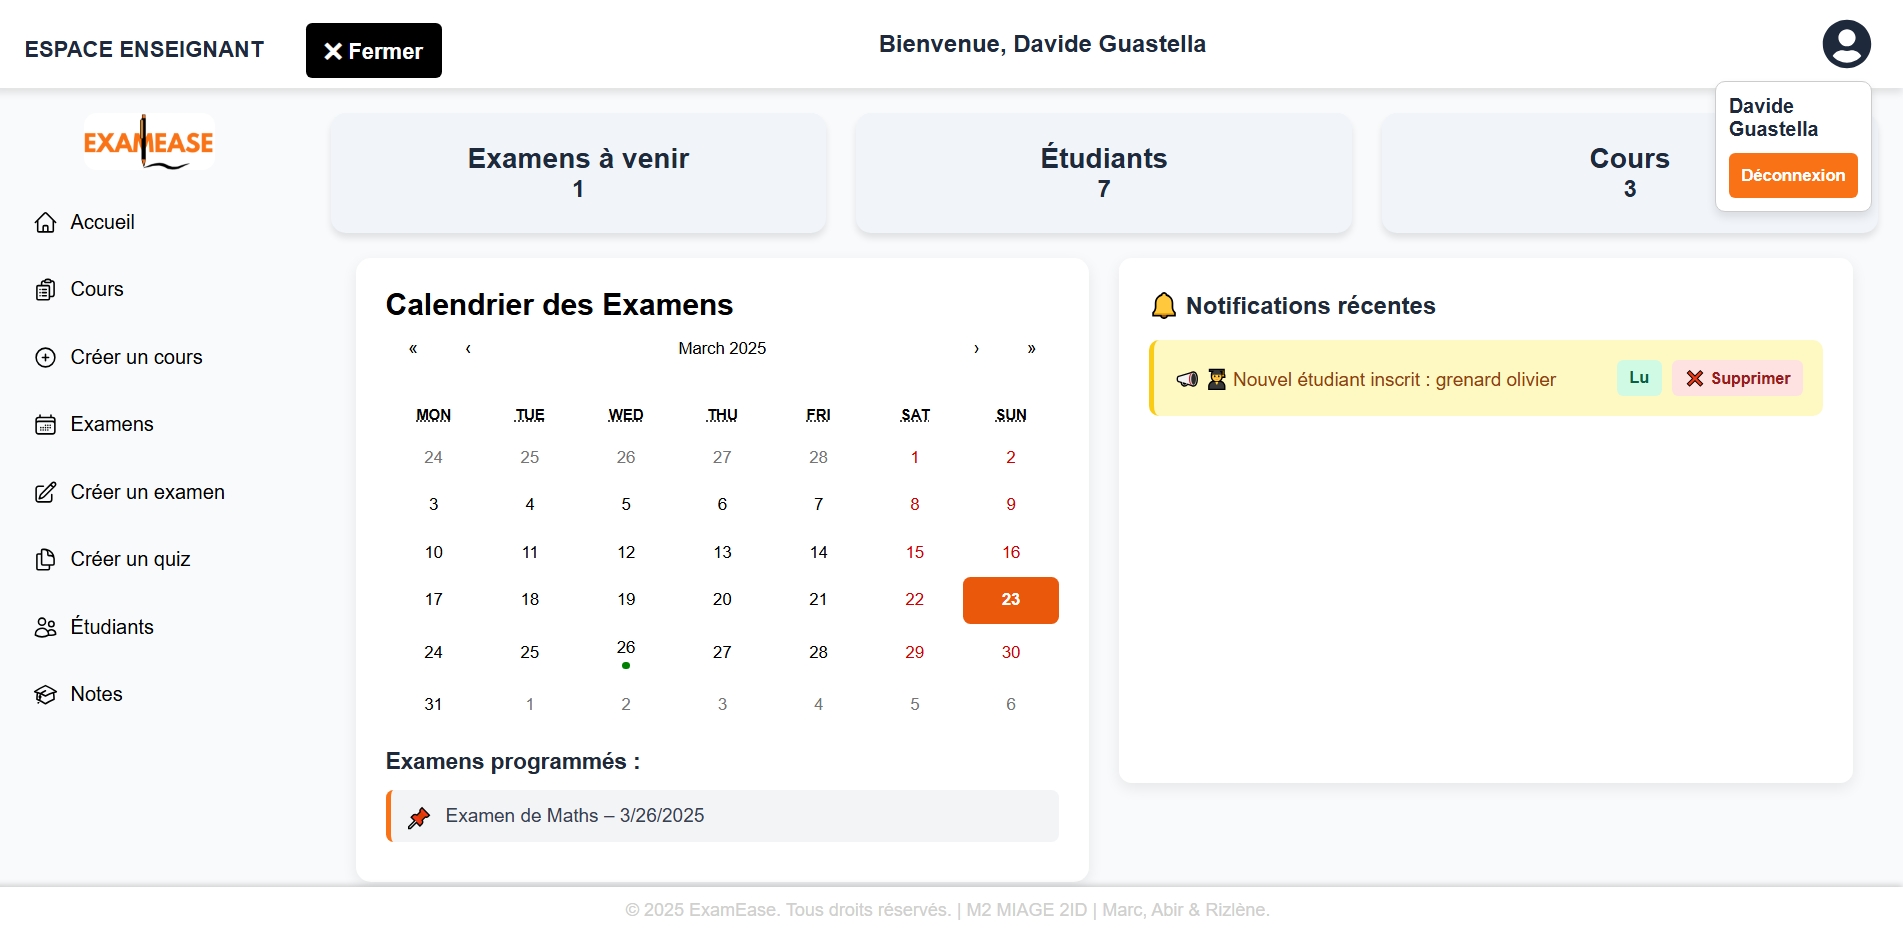 ESPACE ENSEIGNANT
Fermer
Bienvenue, Davide Guastella
Davide
Guastella
Déconnexion
EXAMEASE
Accueil
Cours
Créer un cours
Examens
Créer un examen
Créer un quiz
Étudiants
Notes
Examens à venir
1
Étudiants
7
Cours
3
Calendrier des Examens
« ‹ March 2025 › »
MON TUE WED THU FRI SAT SUN
24 25 26 27 28 1 2
3 4 5 6 7 8 9
10 11 12 13 14 15 16
17 18 19 20 21 22 23
24 25 26 27 28 29 30
31 1 2 3 4 5 6
Examens programmés :
Examen de Maths – 3/26/2025
Notifications récentes
Nouvel étudiant inscrit : grenard olivier Lu Supprimer
© 2025 ExamEase. Tous droits réservés. | M2 MIAGE 2ID | Marc, Abir & Rizlène.